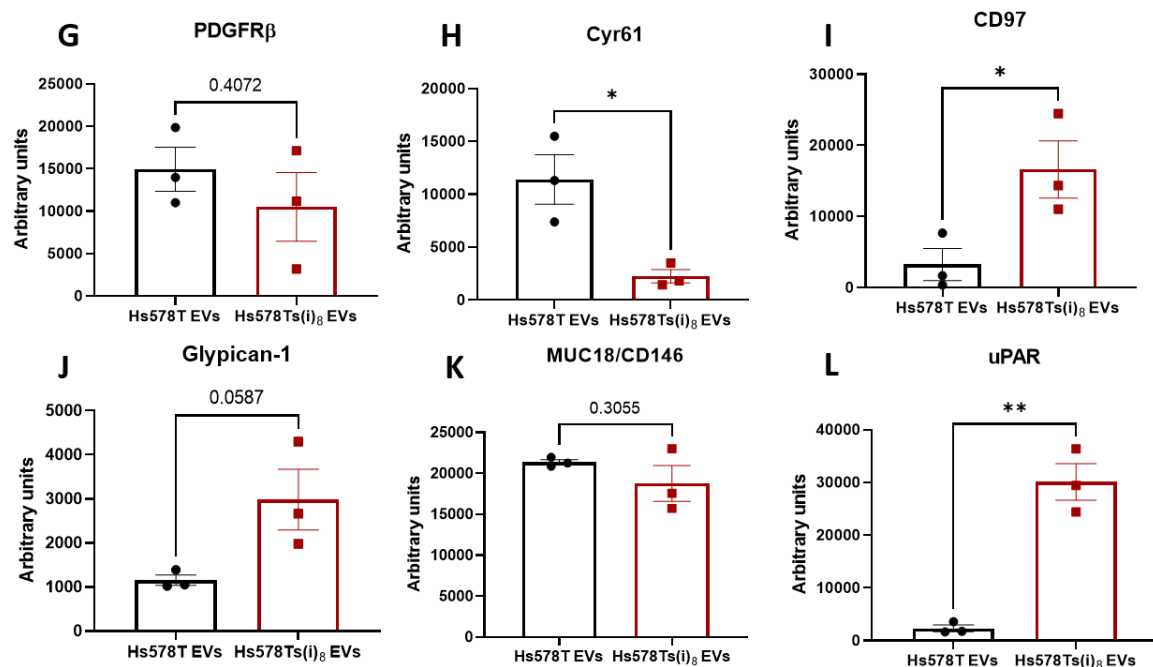 G
PDGFRβ
0.4072
25000
20000
15000
10000
5000
0
Arbitrary units
Hs578T EVs
Hs578Ts(i)₈ EVs
H
Cyr61
*
20000
15000
10000
5000
0
Arbitrary units
Hs578T EVs
Hs578Ts(i)₈ EVs
I
CD97
*
30000
20000
10000
0
Arbitrary units
Hs578T EVs
Hs578Ts(i)₈ EVs
J
Glypican-1
0.0587
5000
4000
3000
2000
1000
0
Arbitrary units
Hs578T EVs
Hs578Ts(i)₈ EVs
K
MUC18/CD146
0.3055
25000
20000
15000
10000
5000
0
Arbitrary units
Hs578T EVs
Hs578Ts(i)₈ EVs
L
uPAR
**
40000
30000
20000
10000
0
Arbitrary units
Hs578T EVs
Hs578Ts(i)₈ EVs